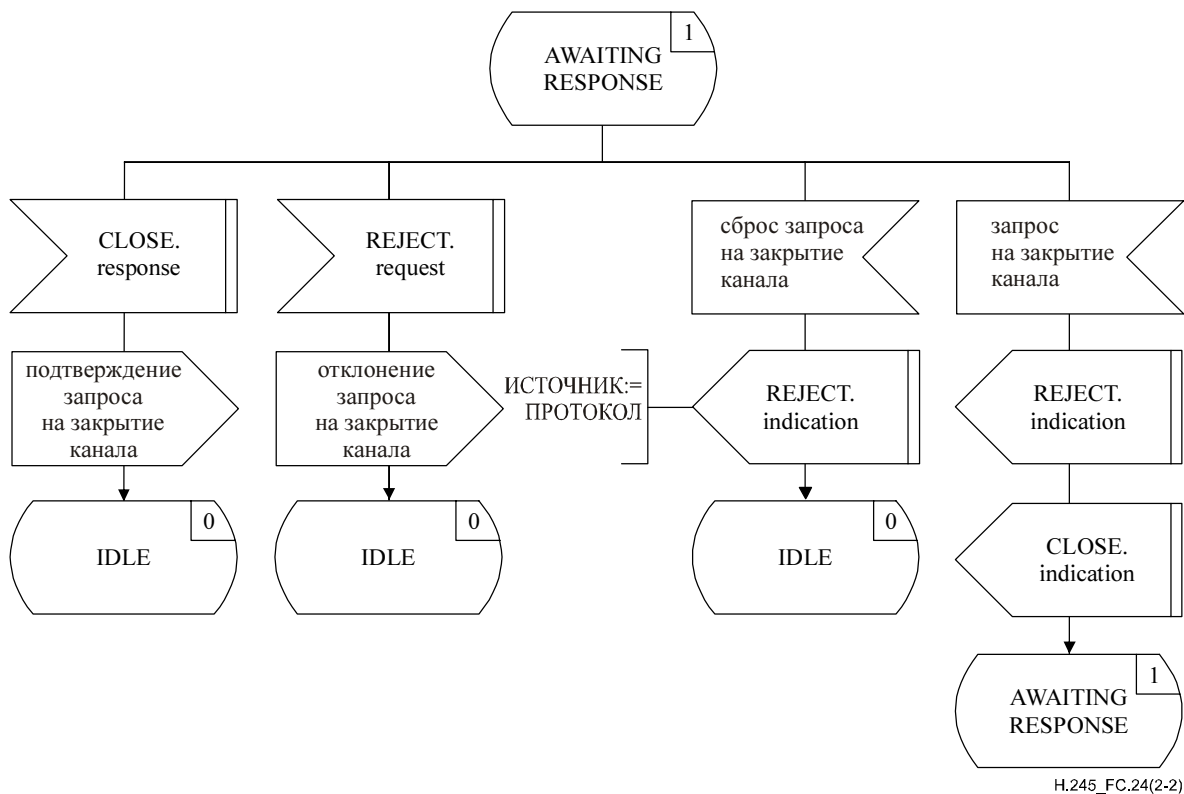 1
AWAITING
RESPONSE
CLOSE.
response
REJECT.
request
сброс запроса
на закрытие
канала
запрос
на закрытие
канала
подтверждение
запроса
на закрытие
канала
отклонение
запроса
на закрытие
канала
ИСТОЧНИК:=
ПРОТОКОЛ
REJECT.
indication
REJECT.
indication
0
IDLE
0
IDLE
0
IDLE
CLOSE.
indication
1
AWAITING
RESPONSE
H.245_FC.24(2-2)